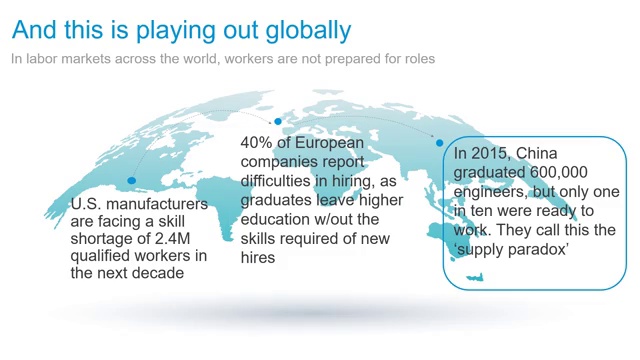 And this is playing out globally
In labor markets across the world, workers are not prepared for roles
U.S. manufacturers
are facing a skill
shortage of 2.4M
qualified workers in
the next decade
40% of European
companies report
difficulties in hiring, as
graduates leave higher
education w/out the
skills required of new
hires
In 2015, China
graduated 600,000
engineers, but only one
in ten were ready to
work. They call this the
‘supply paradox’